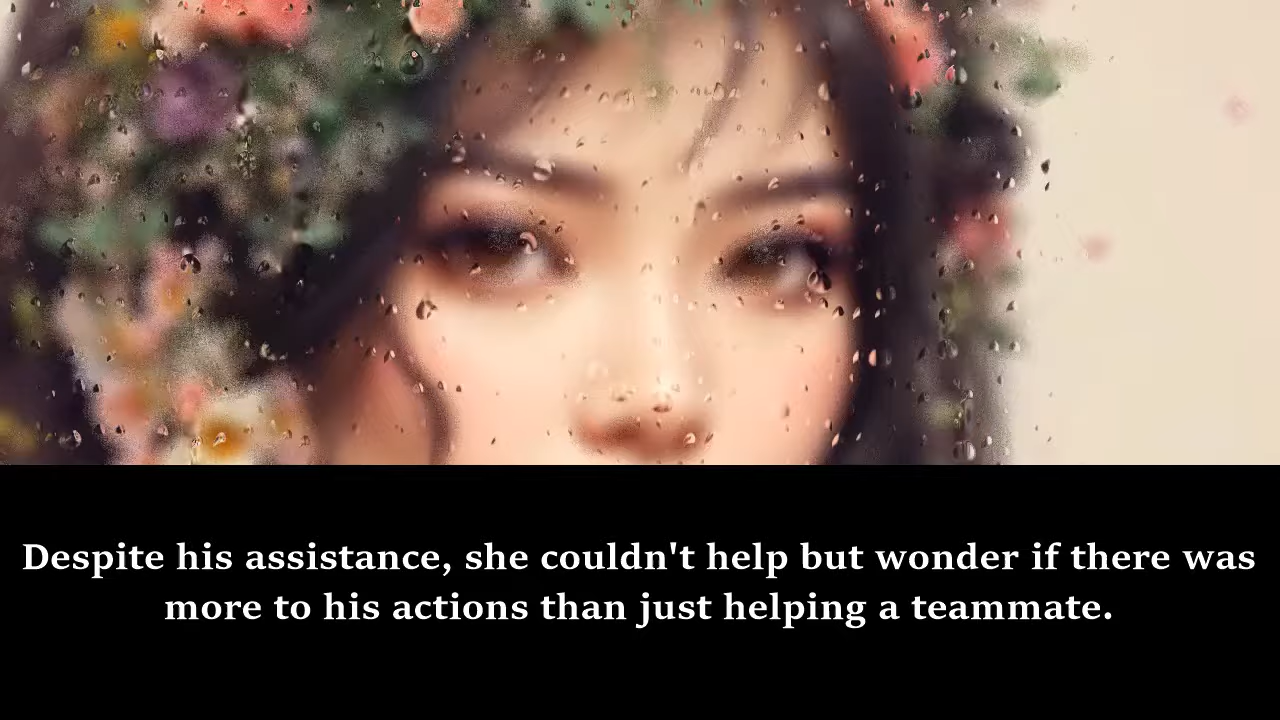 Despite his assistance, she couldn't help but wonder if there was
more to his actions than just helping a teammate.